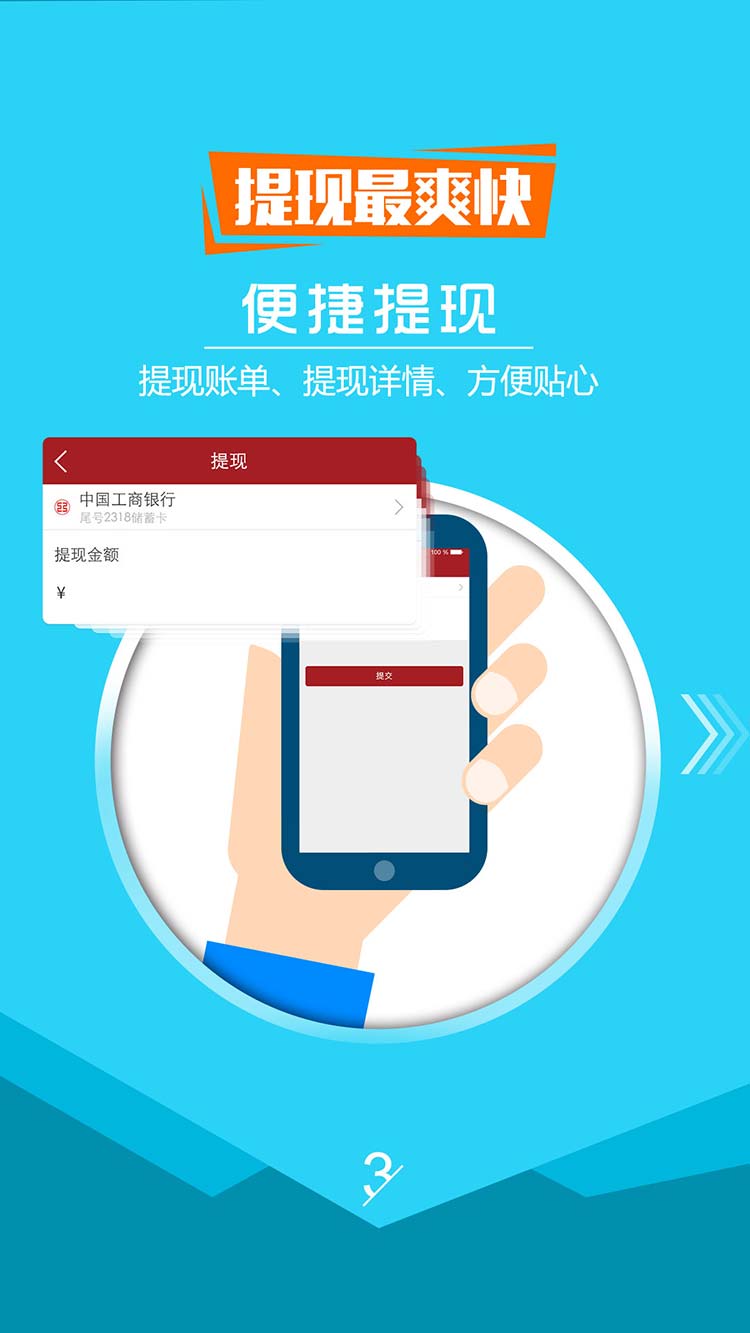 提现最爽快
便捷提现
提现账单、提现详情、方便贴心
提现
中国工商银行
尾号2318储蓄卡
提现金额
¥
100 %
提交
3